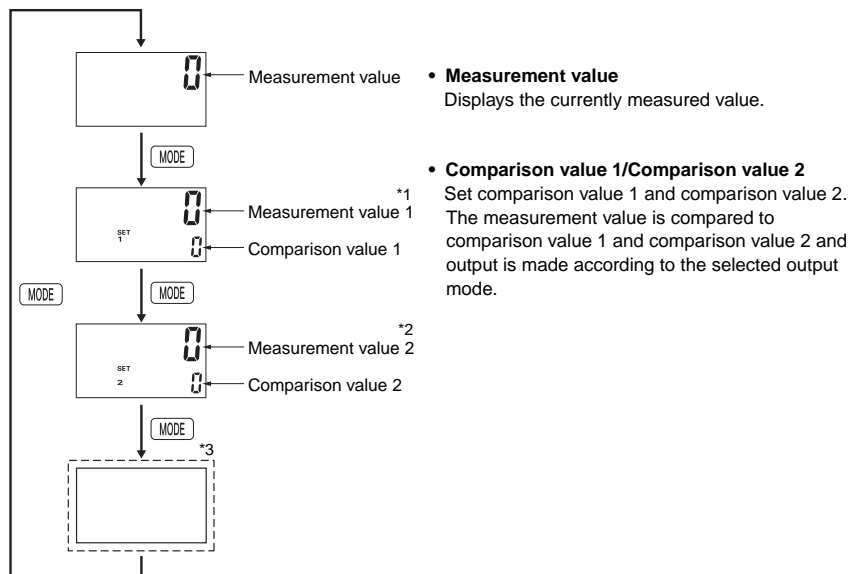 0
Measurement value
MODE
*1
0
Measurement value 1
SET
1
0
Comparison value 1
MODE
MODE
*2
0
Measurement value 2
SET
2
0
Comparison value 2
MODE
*3
• Measurement value
Displays the currently measured value.
• Comparison value 1/Comparison value 2
Set comparison value 1 and comparison value 2.
The measurement value is compared to
comparison value 1 and comparison value 2 and
output is made according to the selected output
mode.